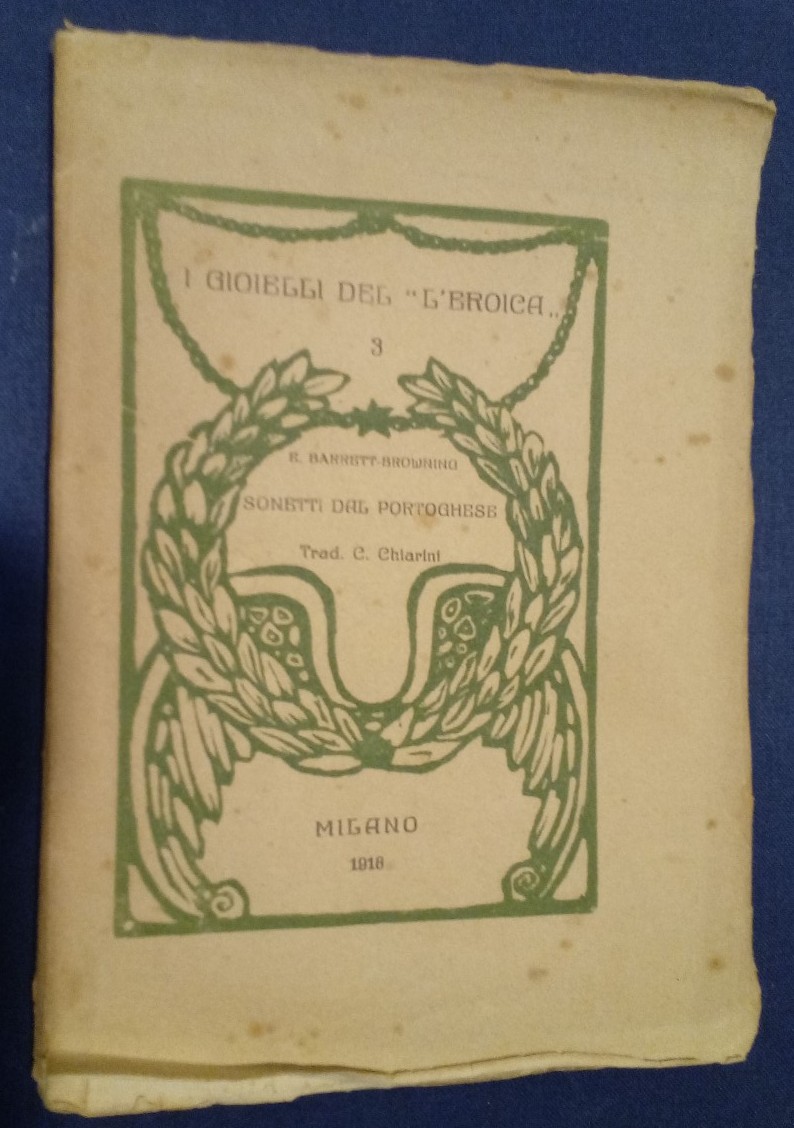 I GIOIELLI DEL "L'EROICA„
3
E. BARRETT-BROWNING
SONETTI DAL PORTOGHESE
Trad. C. Chiarini
MILANO
1918